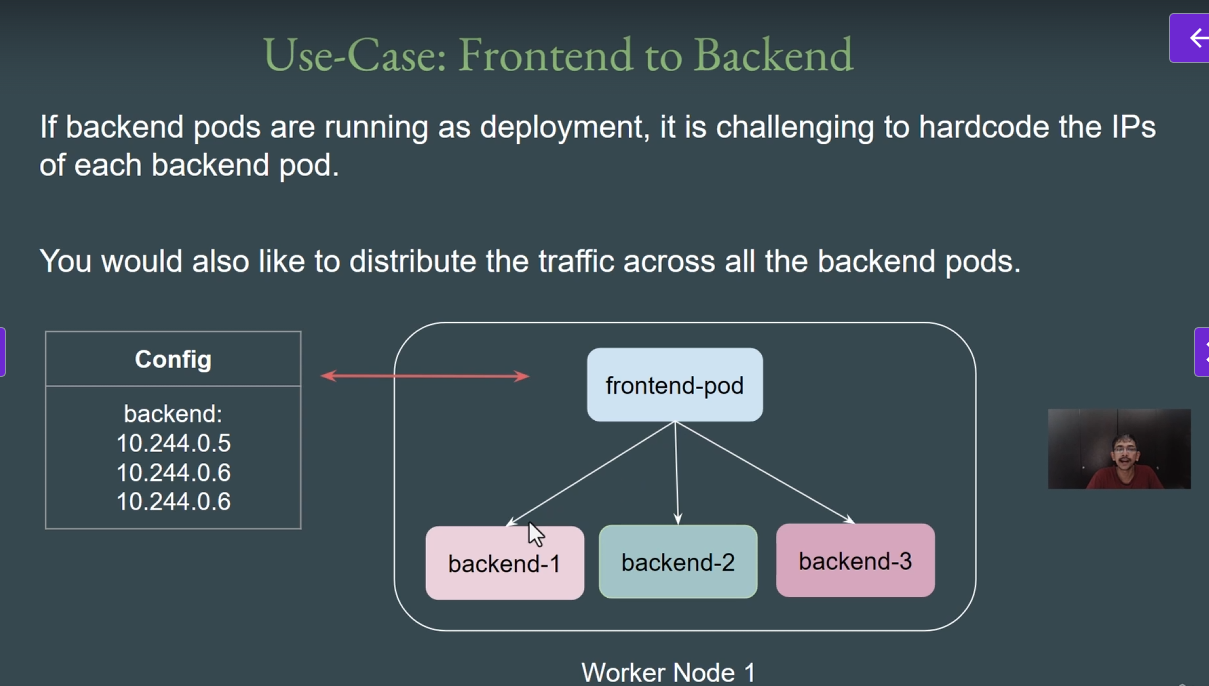 Use-Case: Frontend to Backend
If backend pods are running as deployment, it is challenging to hardcode the IPs
of each backend pod.
You would also like to distribute the traffic across all the backend pods.
Config
backend:
10.244.0.5
10.244.0.6
10.244.0.6
frontend-pod
backend-1
backend-2
backend-3
Worker Node 1